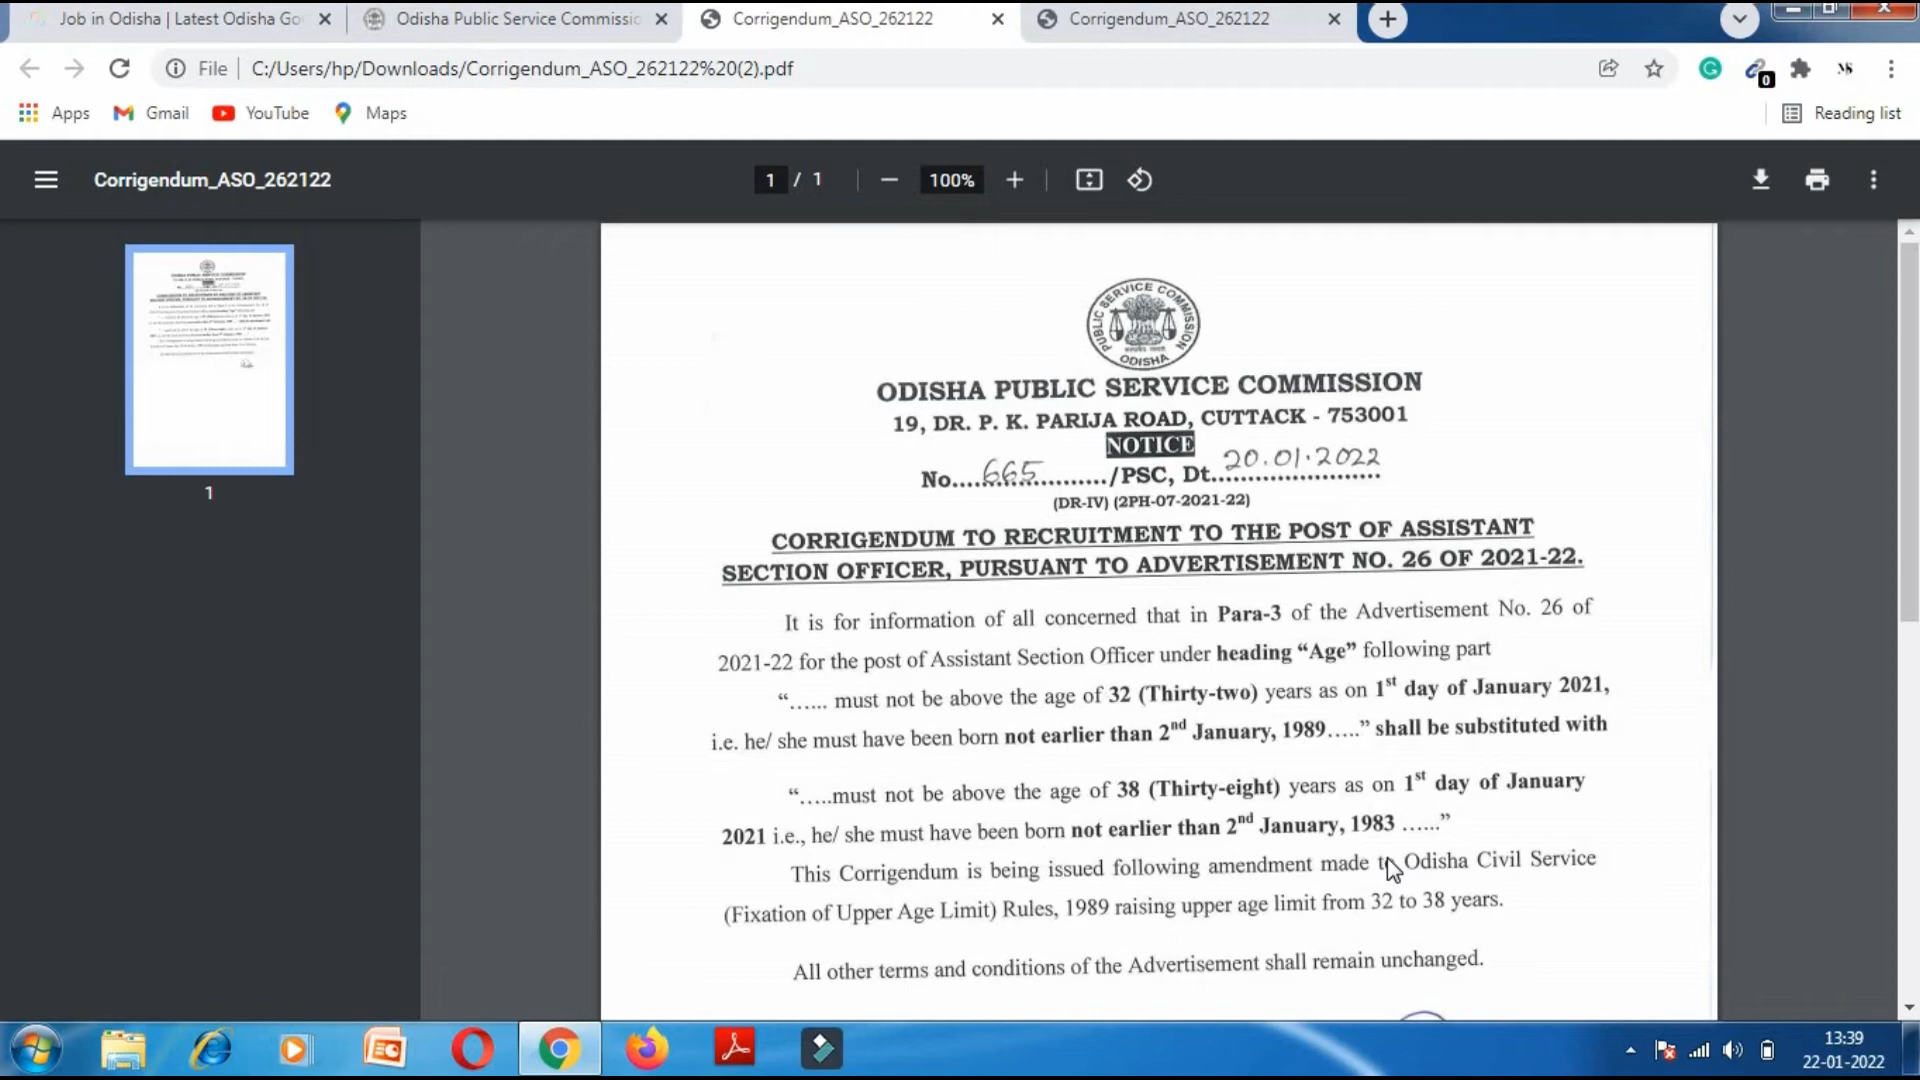 Job in Odisha | Latest Odisha Go
Odisha Public Service Commissio
Corrigendum_ASO_262122
Corrigendum_ASO_262122
File
C:/Users/hp/Downloads/Corrigendum_ASO_262122%20(2).pdf
0
Apps
Gmail
YouTube
Maps
Reading list
Corrigendum_ASO_262122
1 / 1
100%
1
PUBLIC SERVICE COMMISSION
ODISHA
ODISHA PUBLIC SERVICE COMMISSION
19, DR. P. K. PARIJA ROAD, CUTTACK - 753001
NOTICE
No....665............/PSC, Dt....20.01.2022
(DR-IV) (2PH-07-2021-22)
CORRIGENDUM TO RECRUITMENT TO THE POST OF ASSISTANT
SECTION OFFICER, PURSUANT TO ADVERTISEMENT NO. 26 OF 2021-22.
It is for information of all concerned that in Para-3 of the Advertisement No. 26 of
2021-22 for the post of Assistant Section Officer under heading “Age” following part
“…... must not be above the age of 32 (Thirty-two) years as on 1st day of January 2021,
i.e. he/ she must have been born not earlier than 2nd January, 1989…..” shall be substituted with
“…..must not be above the age of 38 (Thirty-eight) years as on 1st day of January
2021 i.e., he/ she must have been born not earlier than 2nd January, 1983 ……”
This Corrigendum is being issued following amendment made to Odisha Civil Service
(Fixation of Upper Age Limit) Rules, 1989 raising upper age limit from 32 to 38 years.
All other terms and conditions of the Advertisement shall remain unchanged.
13:39
22-01-2022